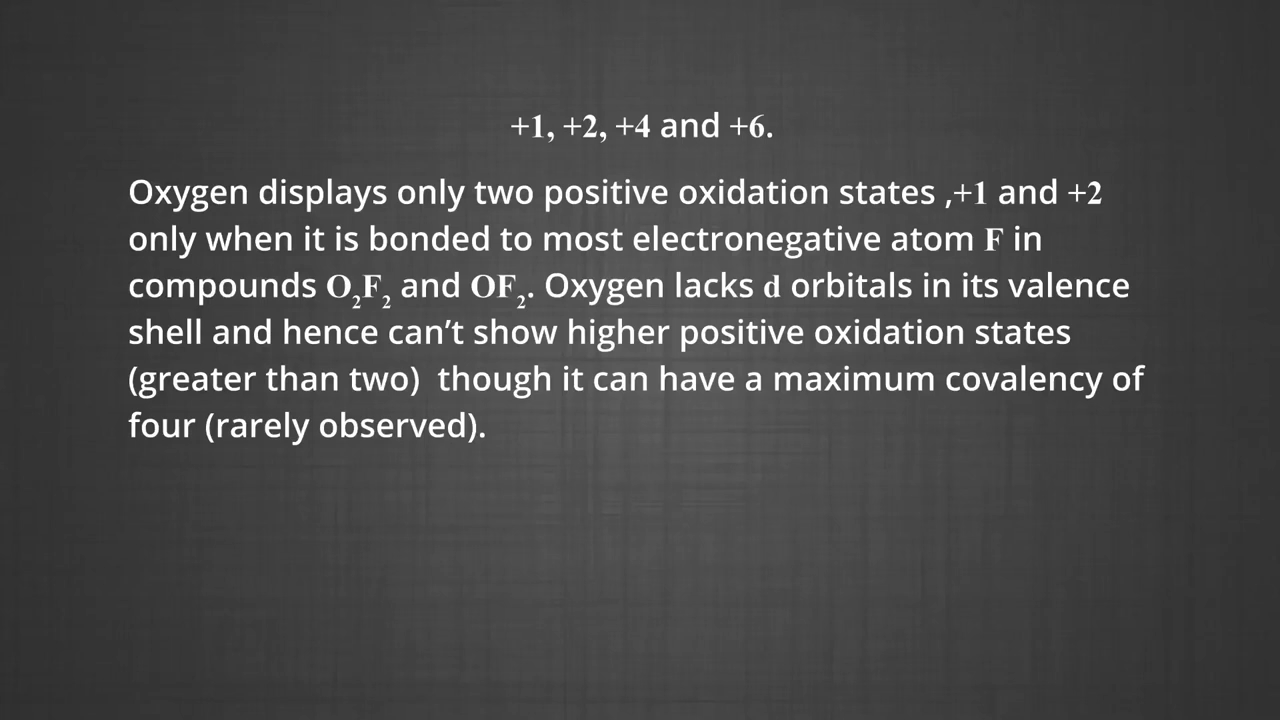 +1, +2, +4 and +6.
Oxygen displays only two positive oxidation states ,+1 and +2
only when it is bonded to most electronegative atom F in
compounds O₂F₂ and OF₂. Oxygen lacks d orbitals in its valence
shell and hence can’t show higher positive oxidation states
(greater than two)  though it can have a maximum covalency of
four (rarely observed).